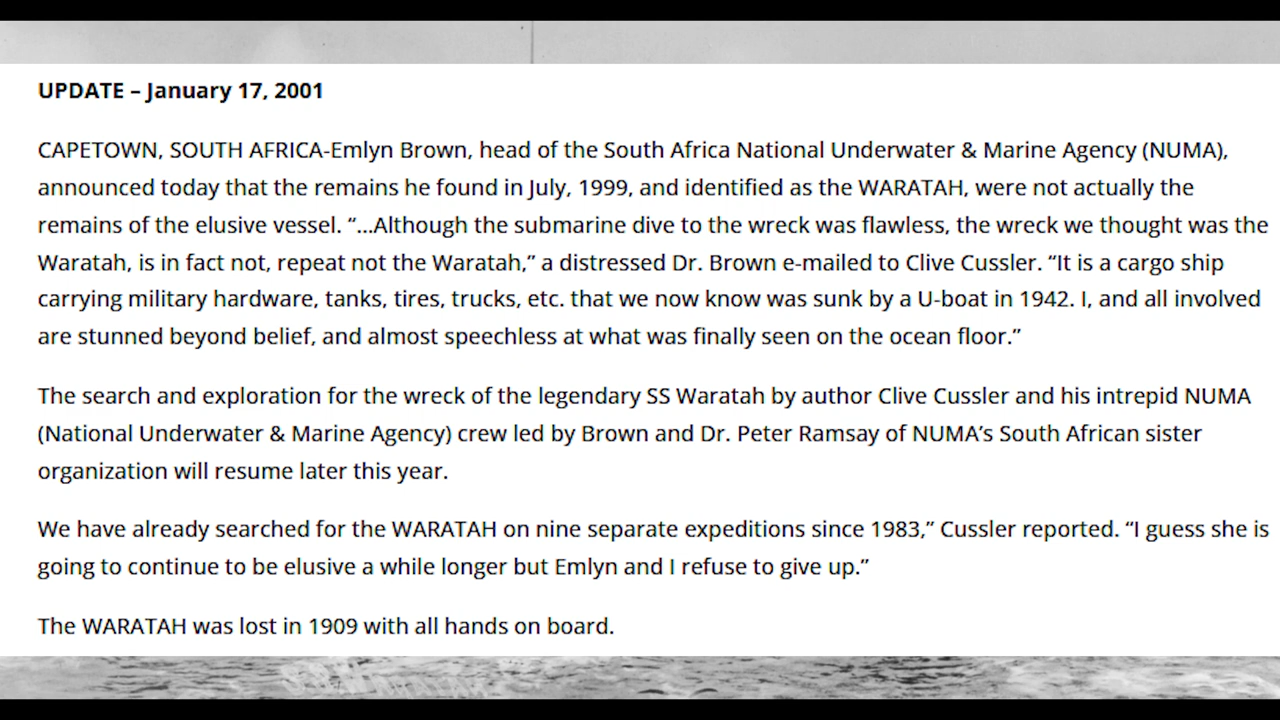 UPDATE – January 17, 2001
CAPETOWN, SOUTH AFRICA-Emlyn Brown, head of the South Africa National Underwater & Marine Agency (NUMA),
announced today that the remains he found in July, 1999, and identified as the WARATAH, were not actually the
remains of the elusive vessel. “…Although the submarine dive to the wreck was flawless, the wreck we thought was the
Waratah, is in fact not, repeat not the Waratah,” a distressed Dr. Brown e-mailed to Clive Cussler. “It is a cargo ship
carrying military hardware, tanks, tires, trucks, etc. that we now know was sunk by a U-boat in 1942. I, and all involved
are stunned beyond belief, and almost speechless at what was finally seen on the ocean floor.”
The search and exploration for the wreck of the legendary SS Waratah by author Clive Cussler and his intrepid NUMA
(National Underwater & Marine Agency) crew led by Brown and Dr. Peter Ramsay of NUMA’s South African sister
organization will resume later this year.
We have already searched for the WARATAH on nine separate expeditions since 1983,” Cussler reported. “I guess she is
going to continue to be elusive a while longer but Emlyn and I refuse to give up.”
The WARATAH was lost in 1909 with all hands on board.